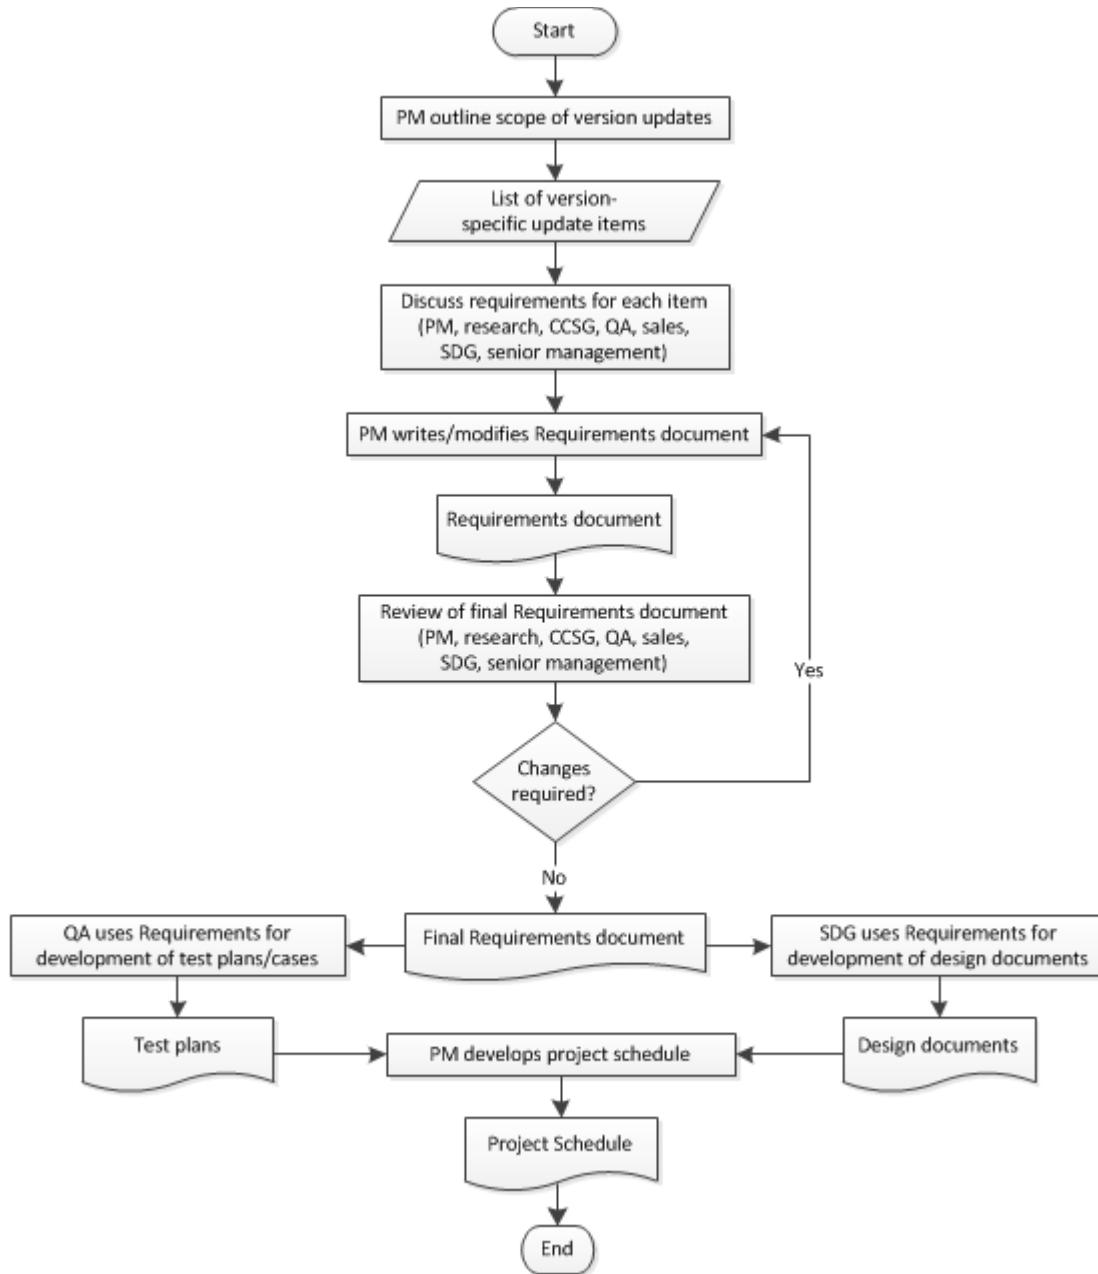 Start
PM outline scope of version updates
List of version-
specific update items
Discuss requirements for each item
(PM, research, CCSG, QA, sales,
SDG, senior management)
PM writes/modifies Requirements document
Requirements document
Review of final Requirements document
(PM, research, CCSG, QA, sales,
SDG, senior management)
Yes
Changes
required?
No
QA uses Requirements for
development of test plans/cases
Final Requirements document
SDG uses Requirements for
development of design documents
Test plans
PM develops project schedule
Design documents
Project Schedule
End